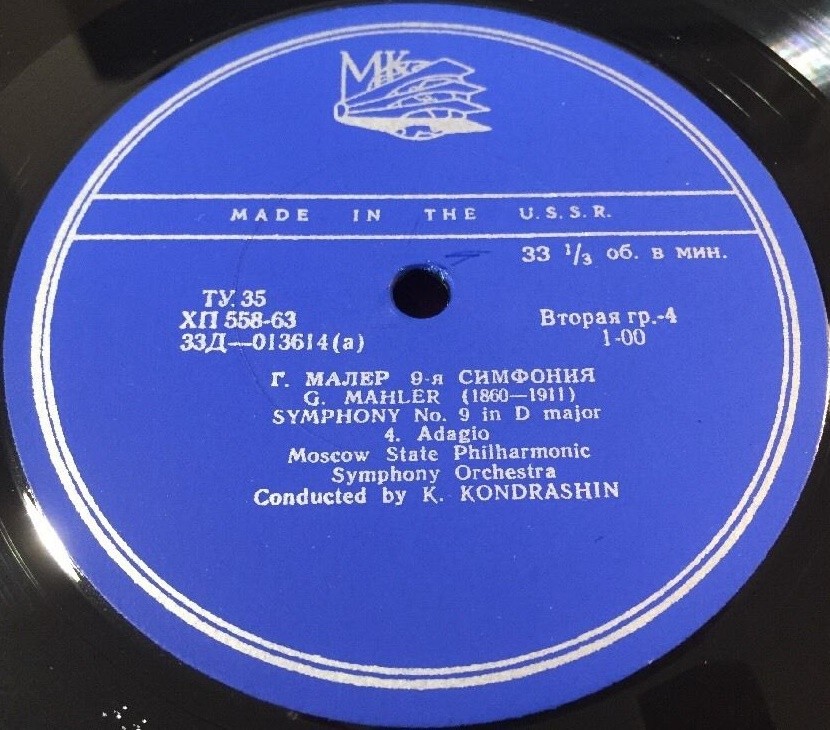 МК
MADE IN THE U.S.S.R.
33 1/3 об. в мин.
ТУ. 35
ХП 558-63
33Д—013614(а)
Вторая гр.-4
1-00
Г. МАЛЕР 9-я СИМФОНИЯ
G. MAHLER (1860—1911)
SYMPHONY No. 9 in D major
4. Adagio
Moscow State Philharmonic
Symphony Orchestra
Conducted by K. KONDRASHIN